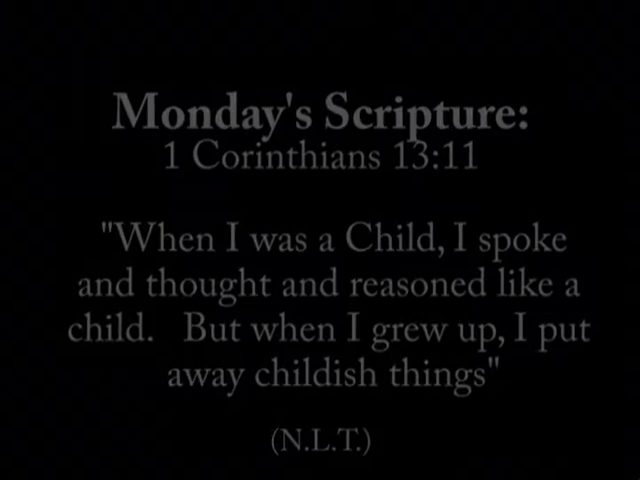 Monday's Scripture:
1 Corinthians 13:11
"When I was a Child, I spoke
and thought and reasoned like a
child. But when I grew up, I put
away childish things"
(N.L.T.)